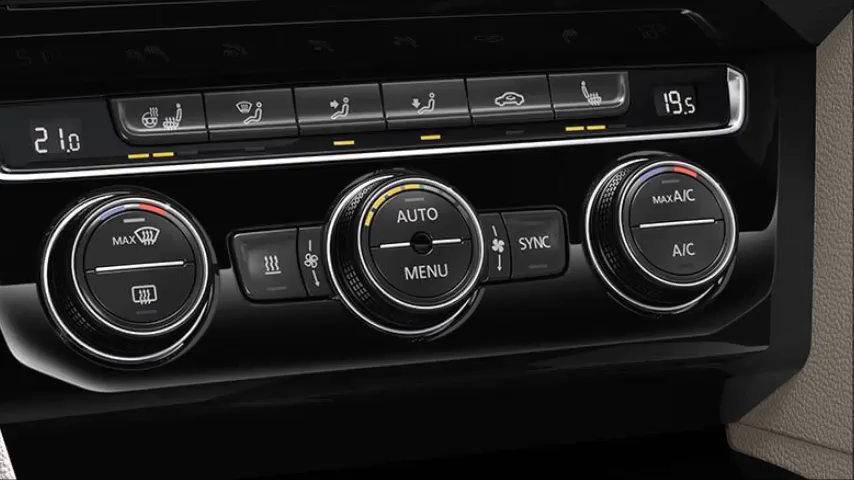 21.0
19.5
MAX
AUTO
MENU
SYNC
MAX A/C
A/C